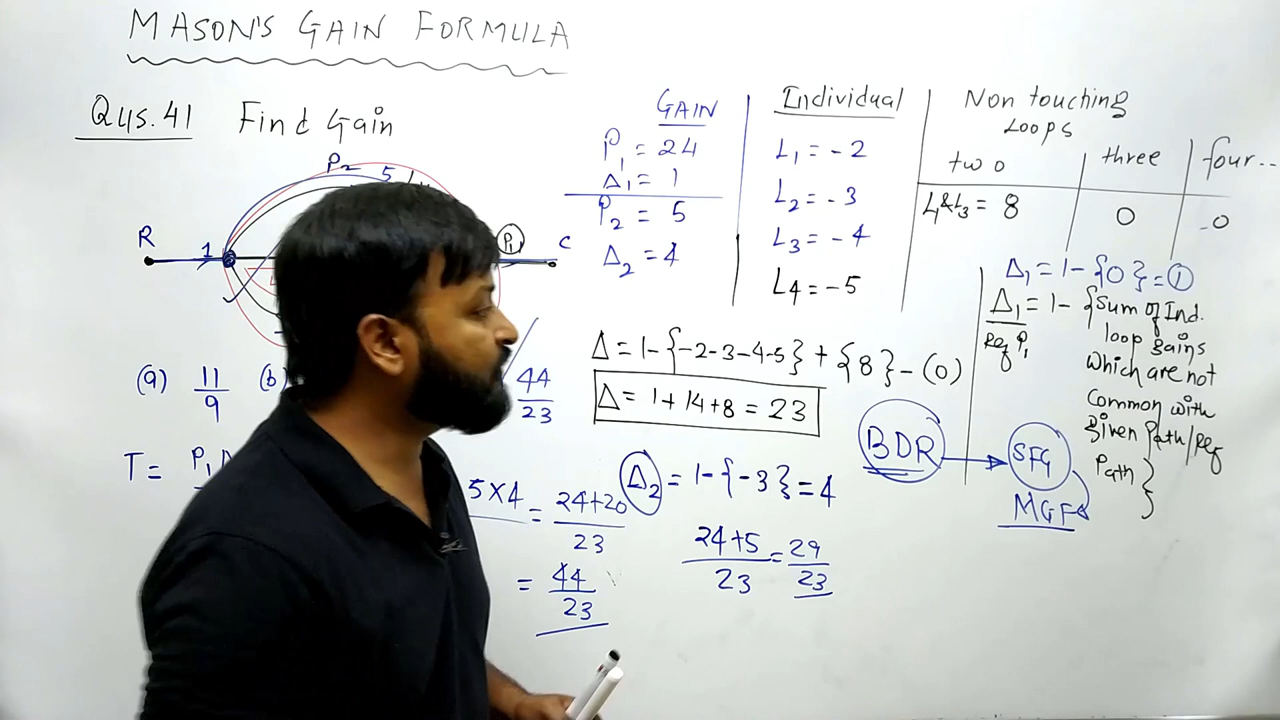 MASON'S GAIN FORMULA
Qus. 41 Find Gain
P₂ 5
R 1 P₁ C
(a) 11/9 (b) 44/23
T = P₁
5×4 = 24+20/23
= 44/23
GAIN
P₁ = 24
Δ₁ = 1
P₂ = 5
Δ₂ = 4
Individual
L₁ = -2
L₂ = -3
L₃ = -4
L₄ = -5
Non touching
Loops
two three four...
L₁&L₃ = 8 0 0
Δ = 1-{-2-3-4-5} + {8} - (0)
Δ = 1+14+8 = 23
Δ₂ = 1-{-3} = 4
24+5/23 = 29/23
Δ₁ = 1-{0} = 1
Δ₁ = 1- {Sum of Ind.
Ref P₁ loop gains
which are not
Common with
given Path/Ref
Path}
BDR → SFG
MGF